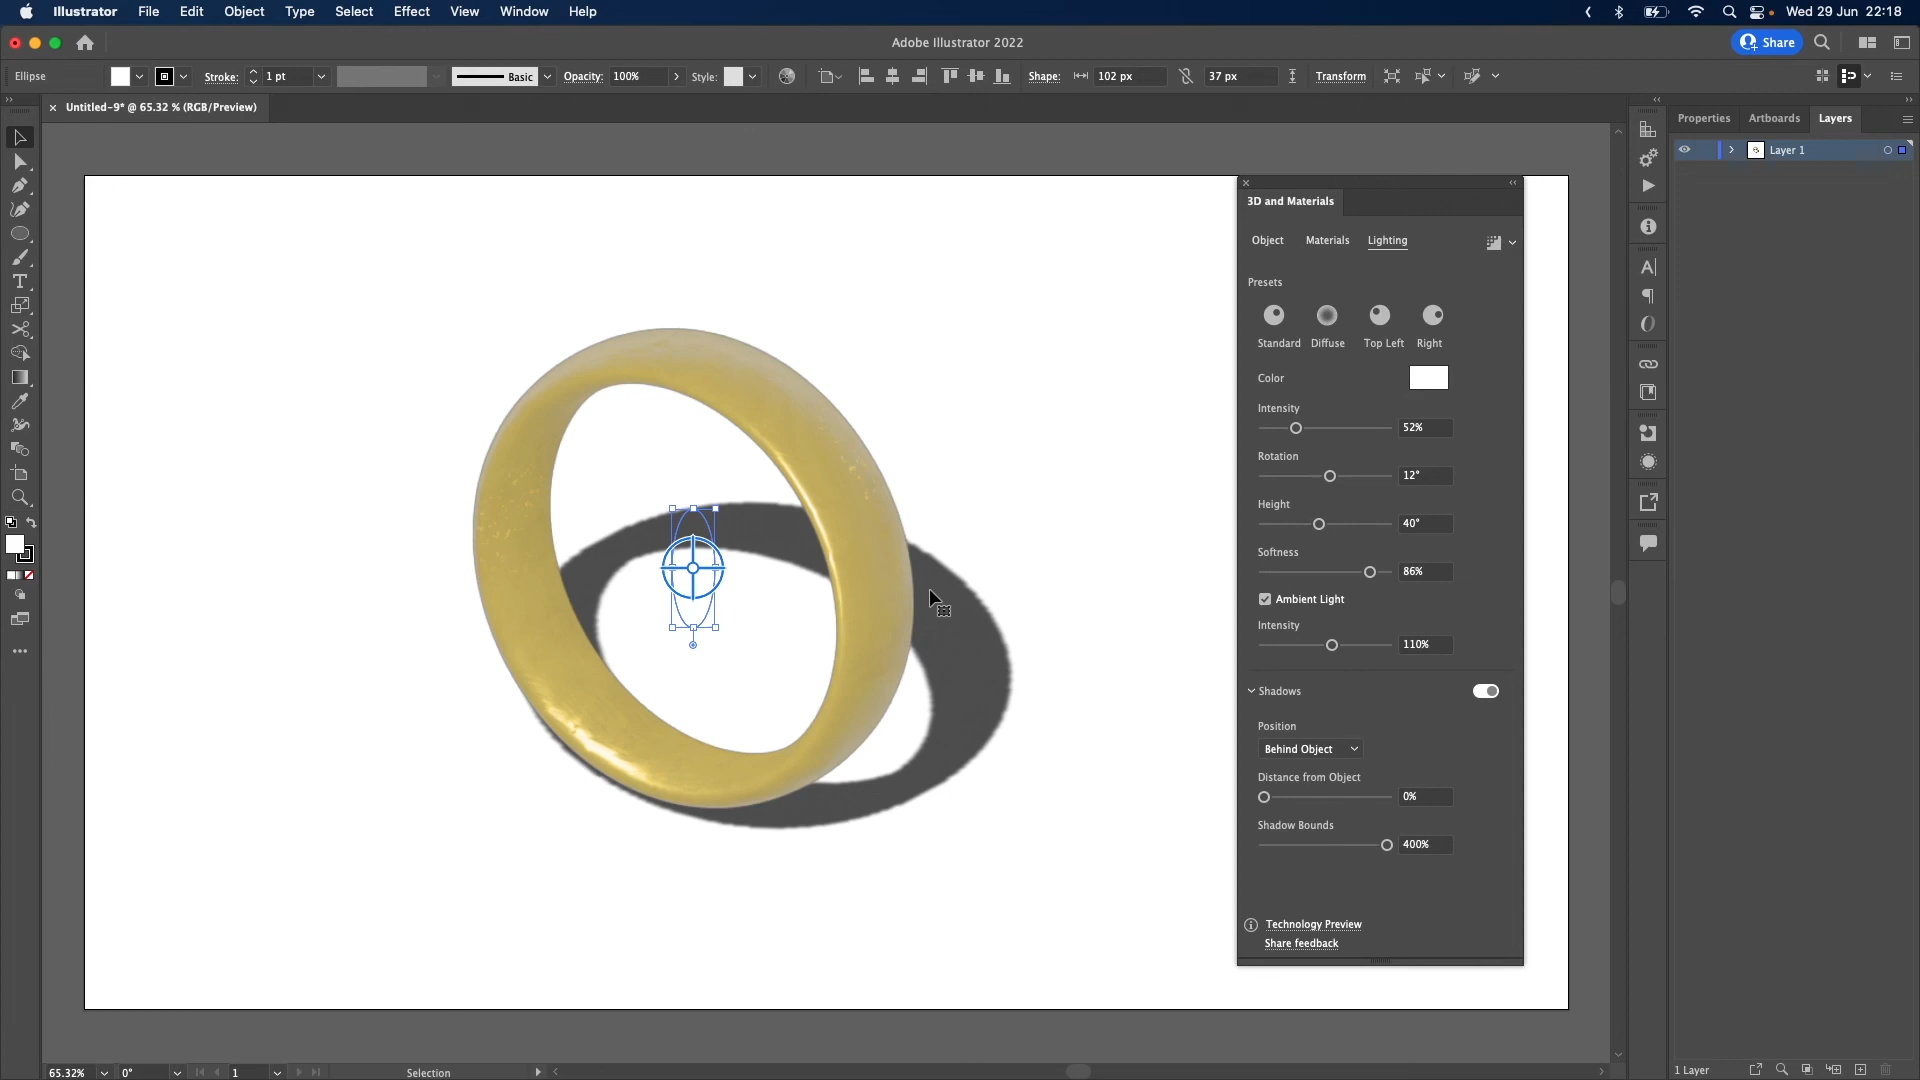 Illustrator File Edit Object Type Select Effect View Window Help Wed 29 Jun 22:18
Adobe Illustrator 2022 Share
Ellipse Stroke: 1 pt Basic Opacity: 100% Style: Shape: 102 px 37 px Transform
Untitled-9* @ 65.32 % (RGB/Preview)
Properties Artboards Layers
Layer 1
3D and Materials
Object Materials Lighting
Presets
Standard Diffuse Top Left Right
Color
Intensity
52%
Rotation
12°
Height
40°
Softness
86%
Ambient Light
Intensity
110%
Shadows
Position
Behind Object
Distance from Object
0%
Shadow Bounds
400%
Technology Preview
Share feedback
65.32% 0° 1 Selection
1 Layer